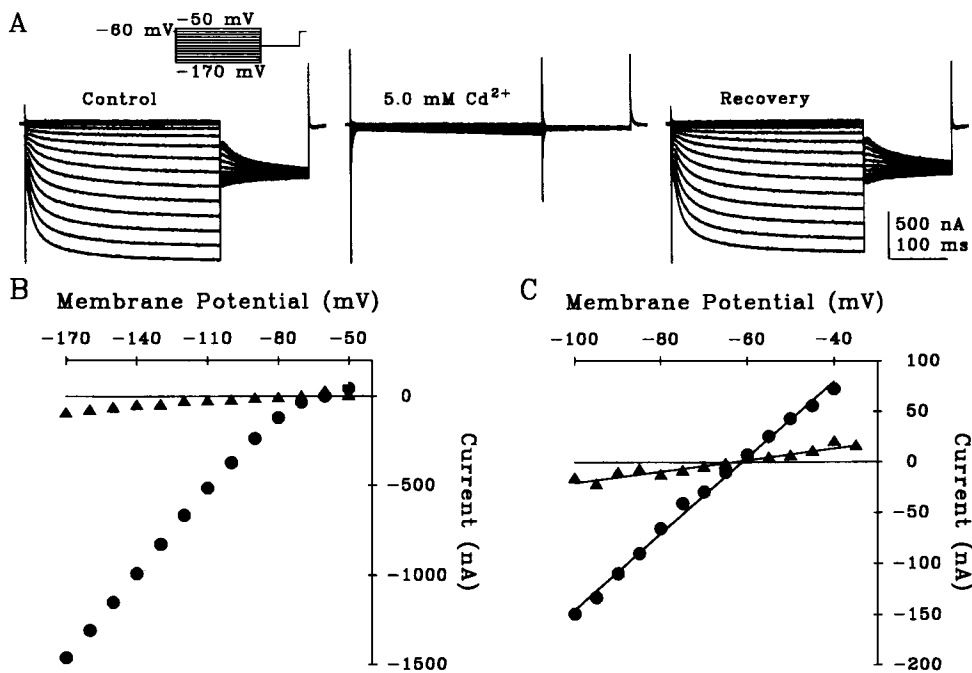 A
-50 mV
-60 mV
-170 mV
Control
5.0 mM Cd²⁺
Recovery
500 nA
100 ms
B
Membrane Potential (mV)
-170 -140 -110 -80 -50
0
-500
-1000
-1500
Current (nA)
C
Membrane Potential (mV)
-100 -80 -60 -40
100
50
0
-50
-100
-150
-200
Current (nA)